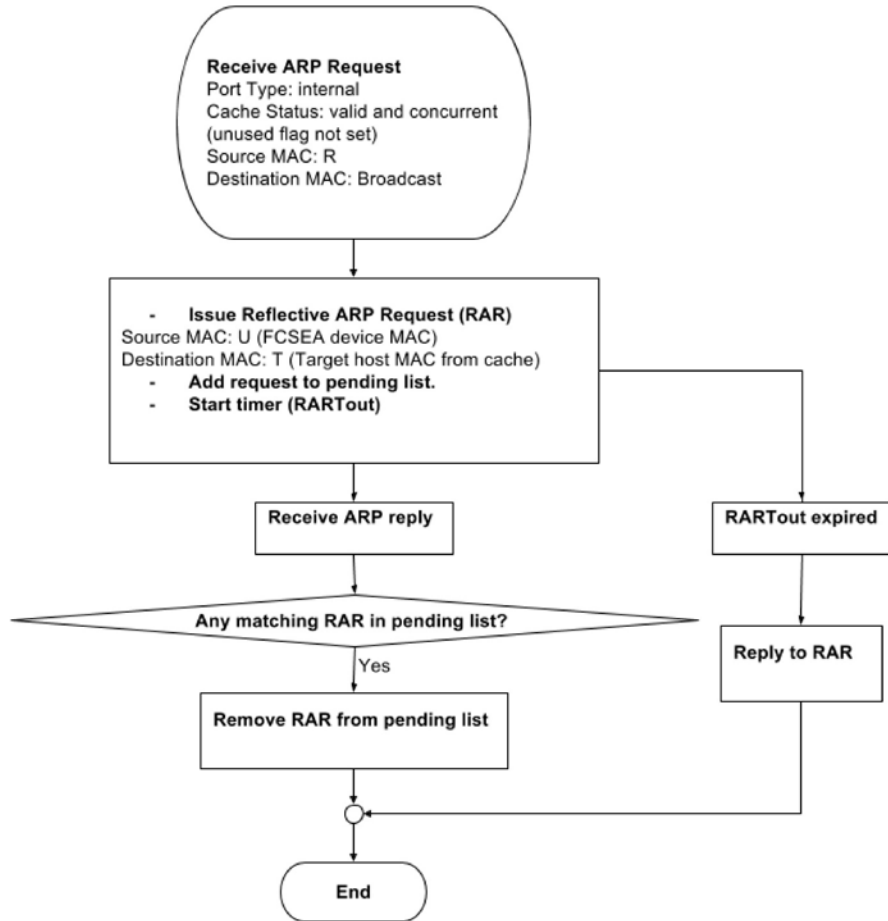 Receive ARP Request
Port Type: internal
Cache Status: valid and concurrent
(unused flag not set)
Source MAC: R
Destination MAC: Broadcast
- Issue Reflective ARP Request (RAR)
Source MAC: U (FCSEA device MAC)
Destination MAC: T (Target host MAC from cache)
- Add request to pending list.
- Start timer (RARTout)
Receive ARP reply
RARTout expired
Any matching RAR in pending list?
Reply to RAR
Yes
Remove RAR from pending list
End